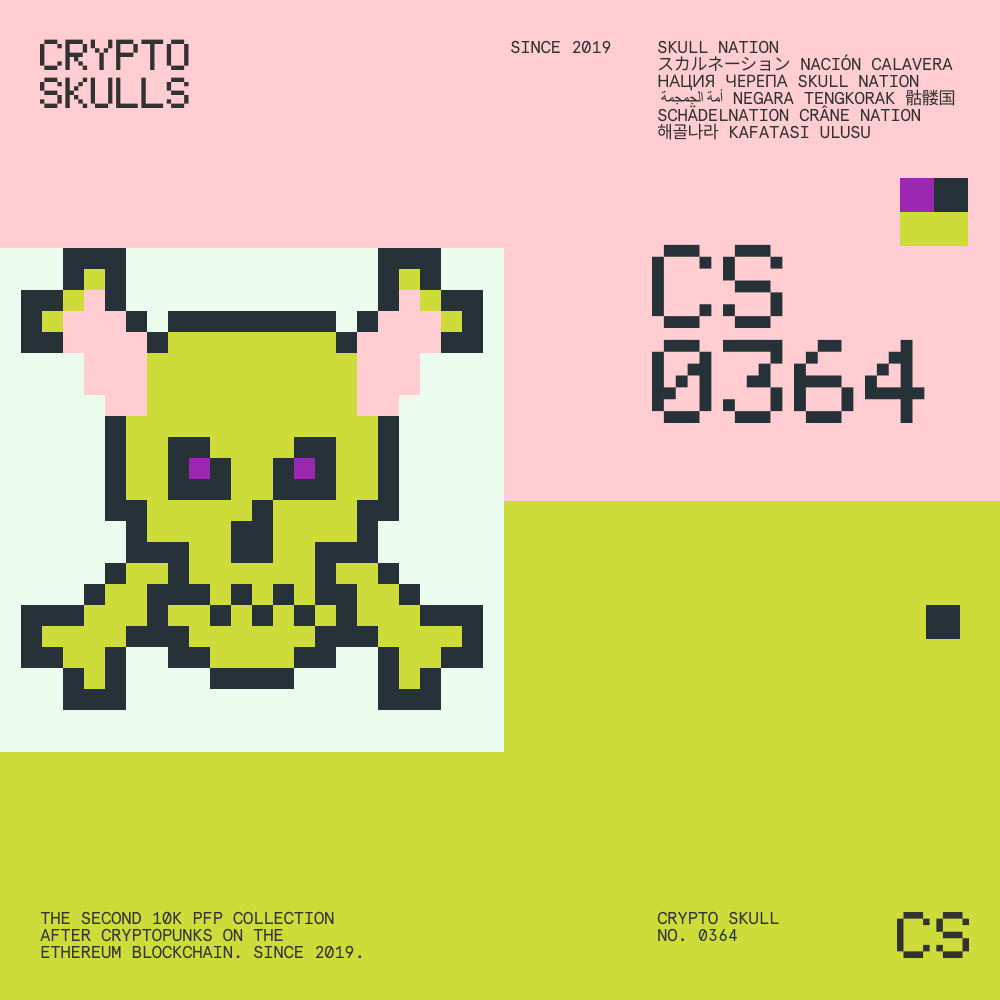 CRYPTO
SKULLS
SINCE 2019
SKULL NATION
スカルネーション NACIÓN CALAVERA
НАЦИЯ ЧЕРЕПА SKULL NATION
أمة الجمجمة NEGARA TENGKORAK 骷髅国
SCHÄDELNATION CRÂNE NATION
해골나라 KAFATASI ULUSU
CS
0364
THE SECOND 10K PFP COLLECTION
AFTER CRYPTOPUNKS ON THE
ETHEREUM BLOCKCHAIN. SINCE 2019.
CRYPTO SKULL
NO. 0364
CS